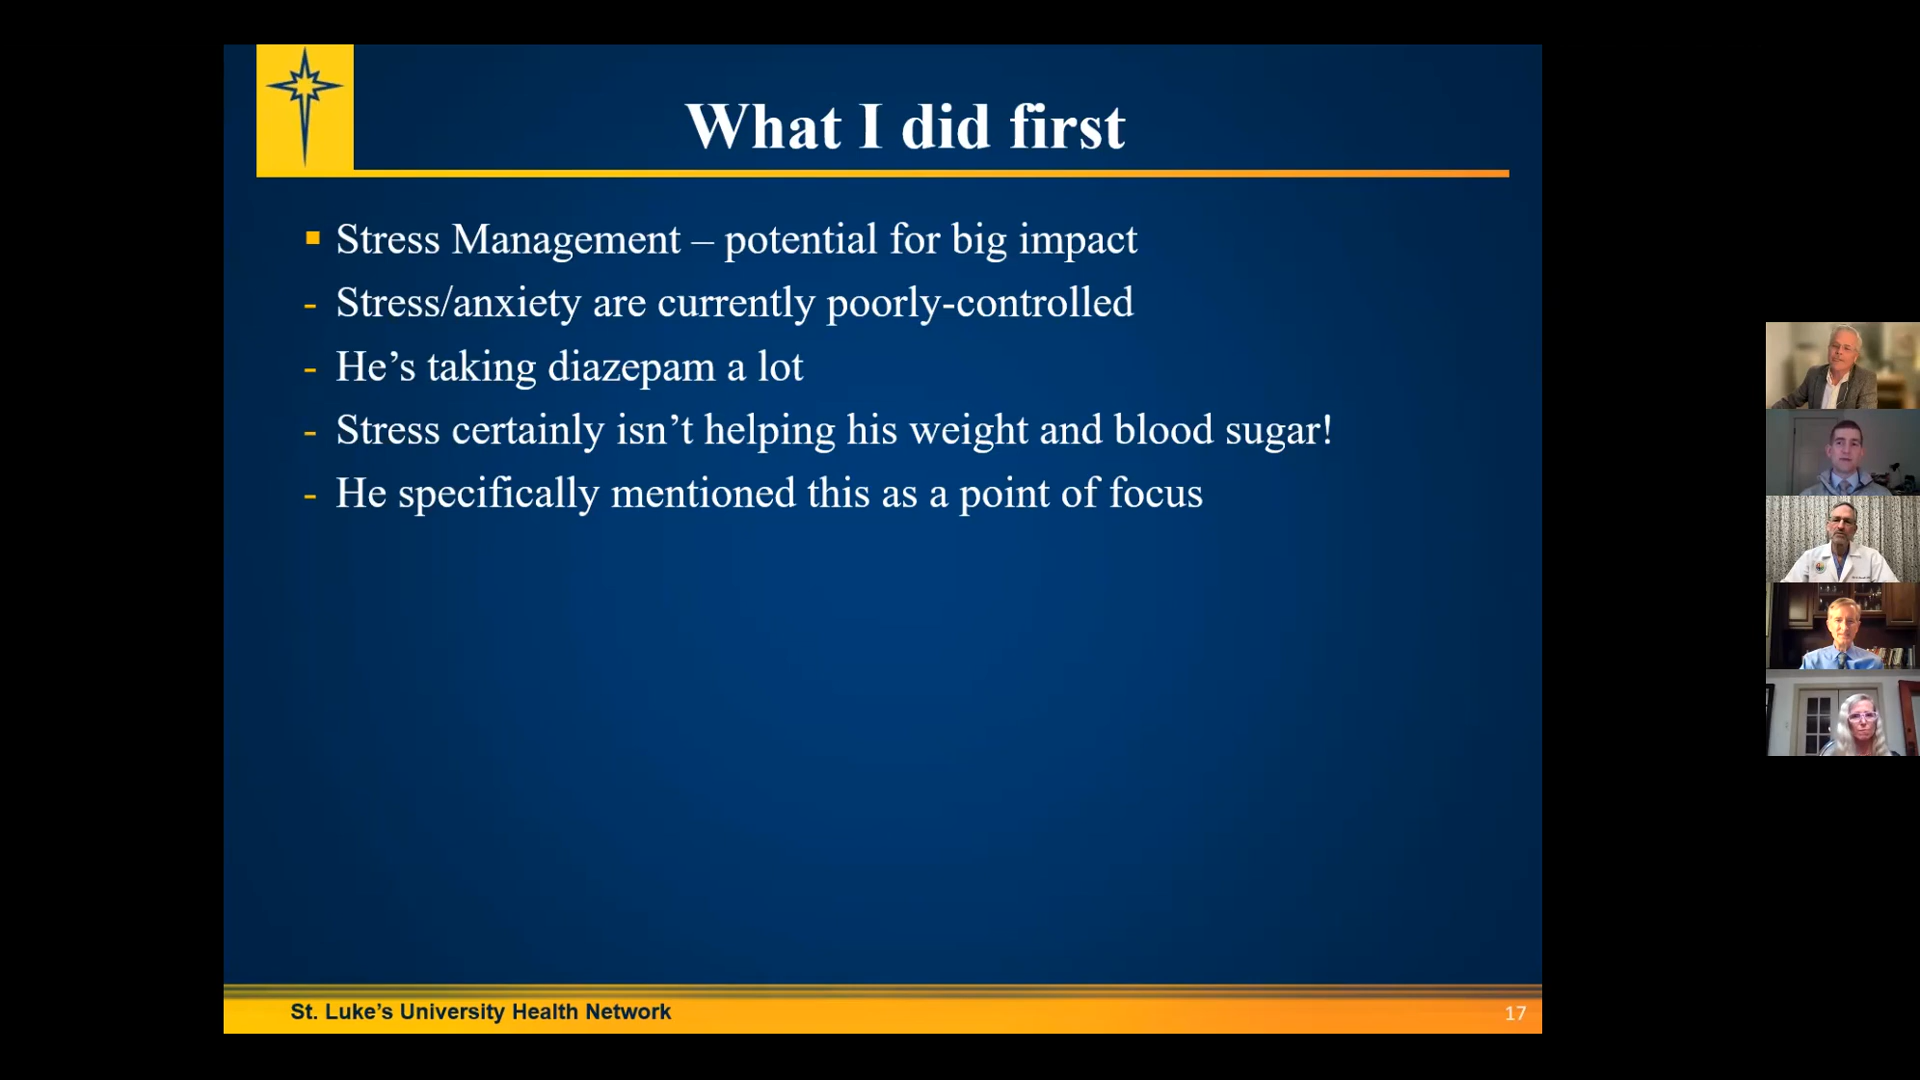 What I did first
▪ Stress Management – potential for big impact
- Stress/anxiety are currently poorly-controlled
- He’s taking diazepam a lot
- Stress certainly isn’t helping his weight and blood sugar!
- He specifically mentioned this as a point of focus
St. Luke’s University Health Network
17